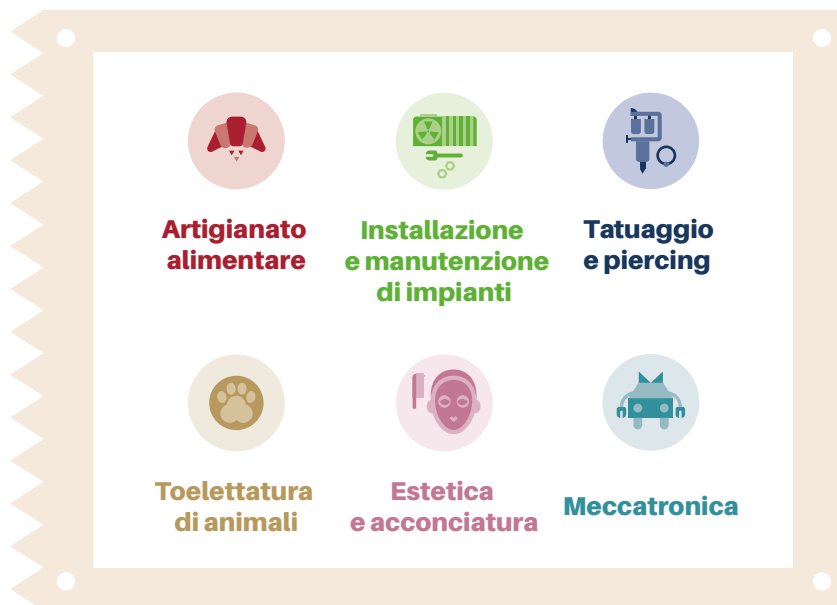 Artigianato
alimentare
Installazione
e manutenzione
di impianti
Tatuaggio
e piercing
Toelettatura
di animali
Estetica
e acconciatura
Meccatronica